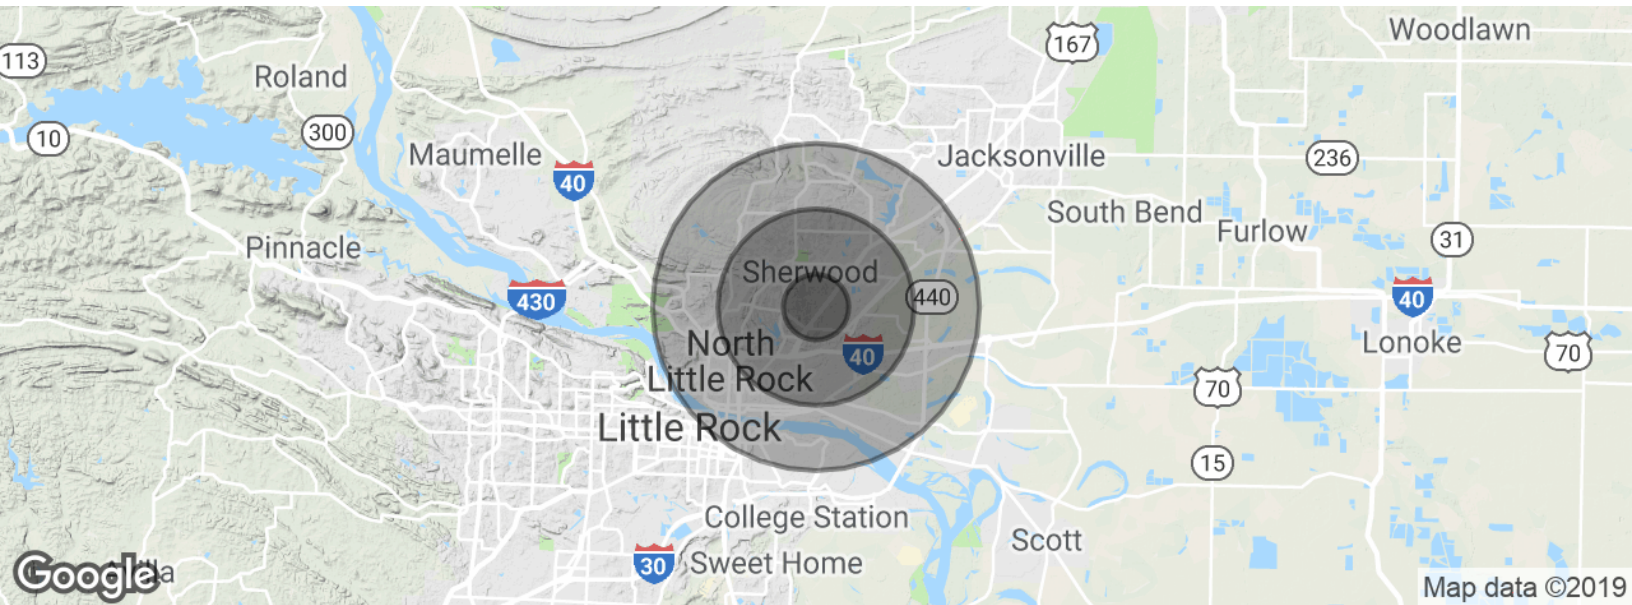 Woodlawn
167
113
Roland
10
300
Maumelle
40
Jacksonville
236
South Bend
Furlow
31
Pinnacle
Sherwood
430
440
40
40
North
Little Rock
Lonoke
70
70
Little Rock
15
College Station
Scott
30
Sweet Home
Google
Map data ©2019